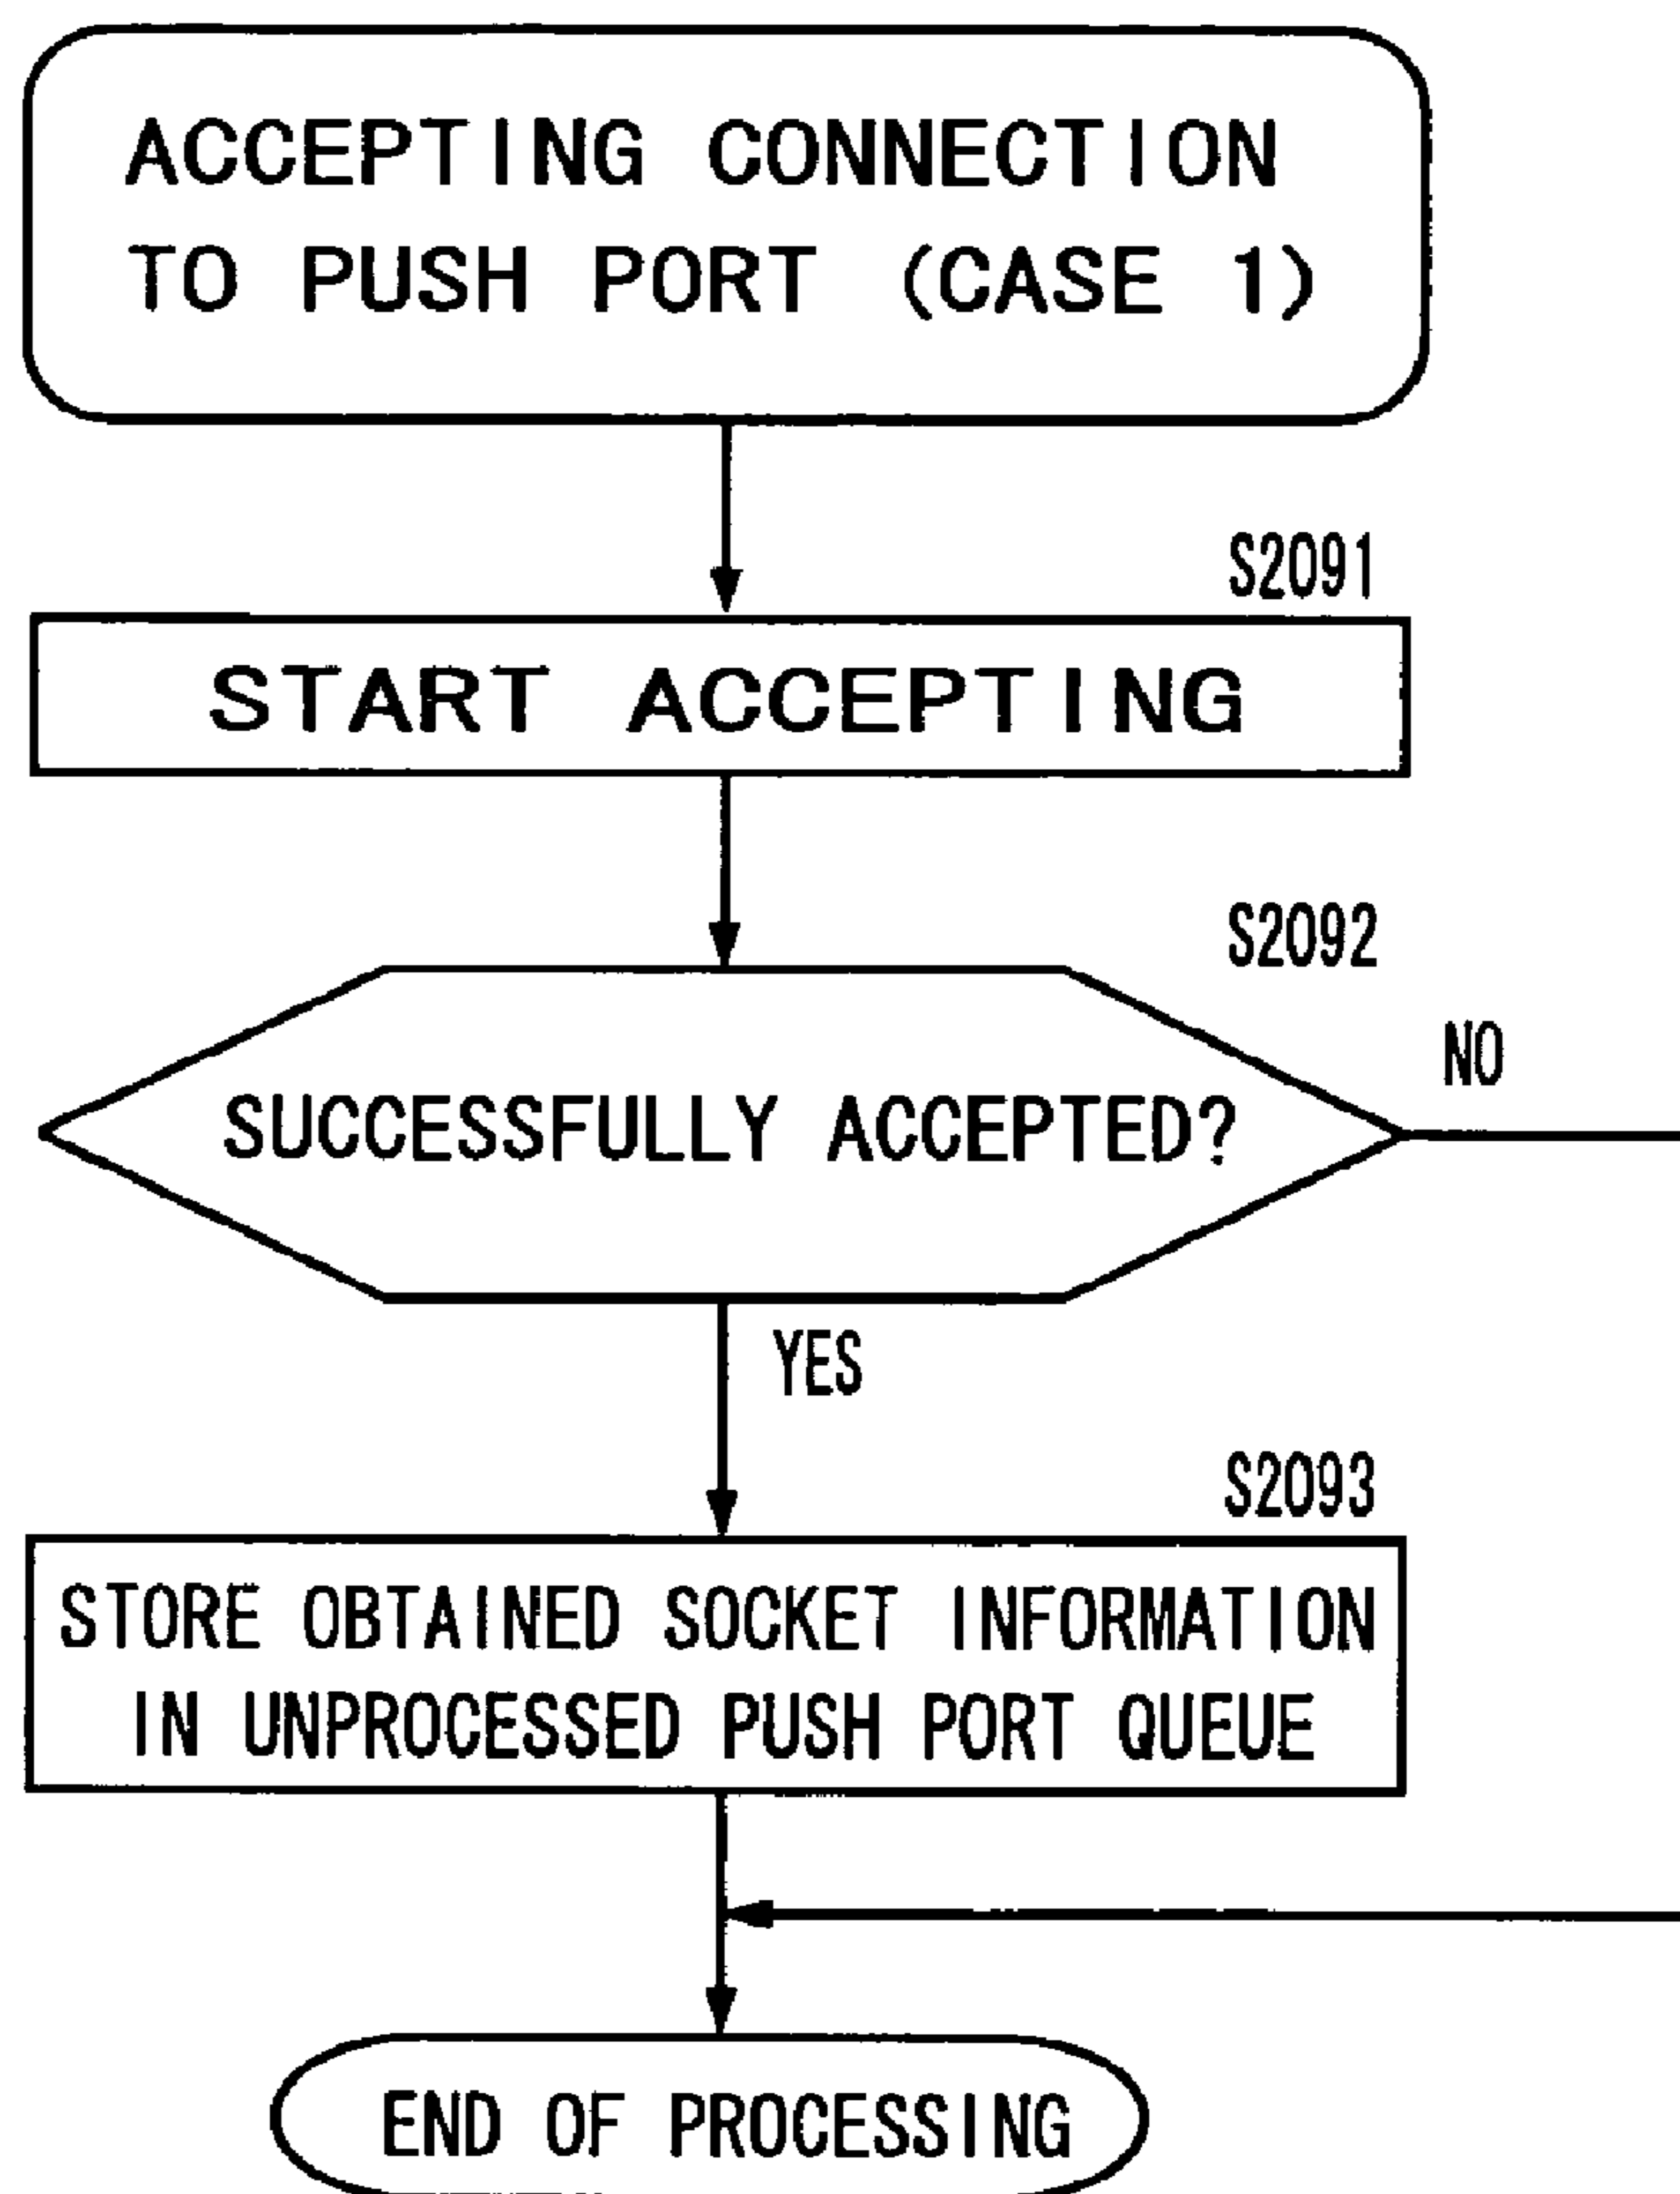 ACCEPTING CONNECTION
TO PUSH PORT (CASE 1)
S2091
START ACCEPTING
S2092
NO
SUCCESSFULLY ACCEPTED?
YES
S2093
STORE OBTAINED SOCKET INFORMATION
IN UNPROCESSED PUSH PORT QUEUE
END OF PROCESSING